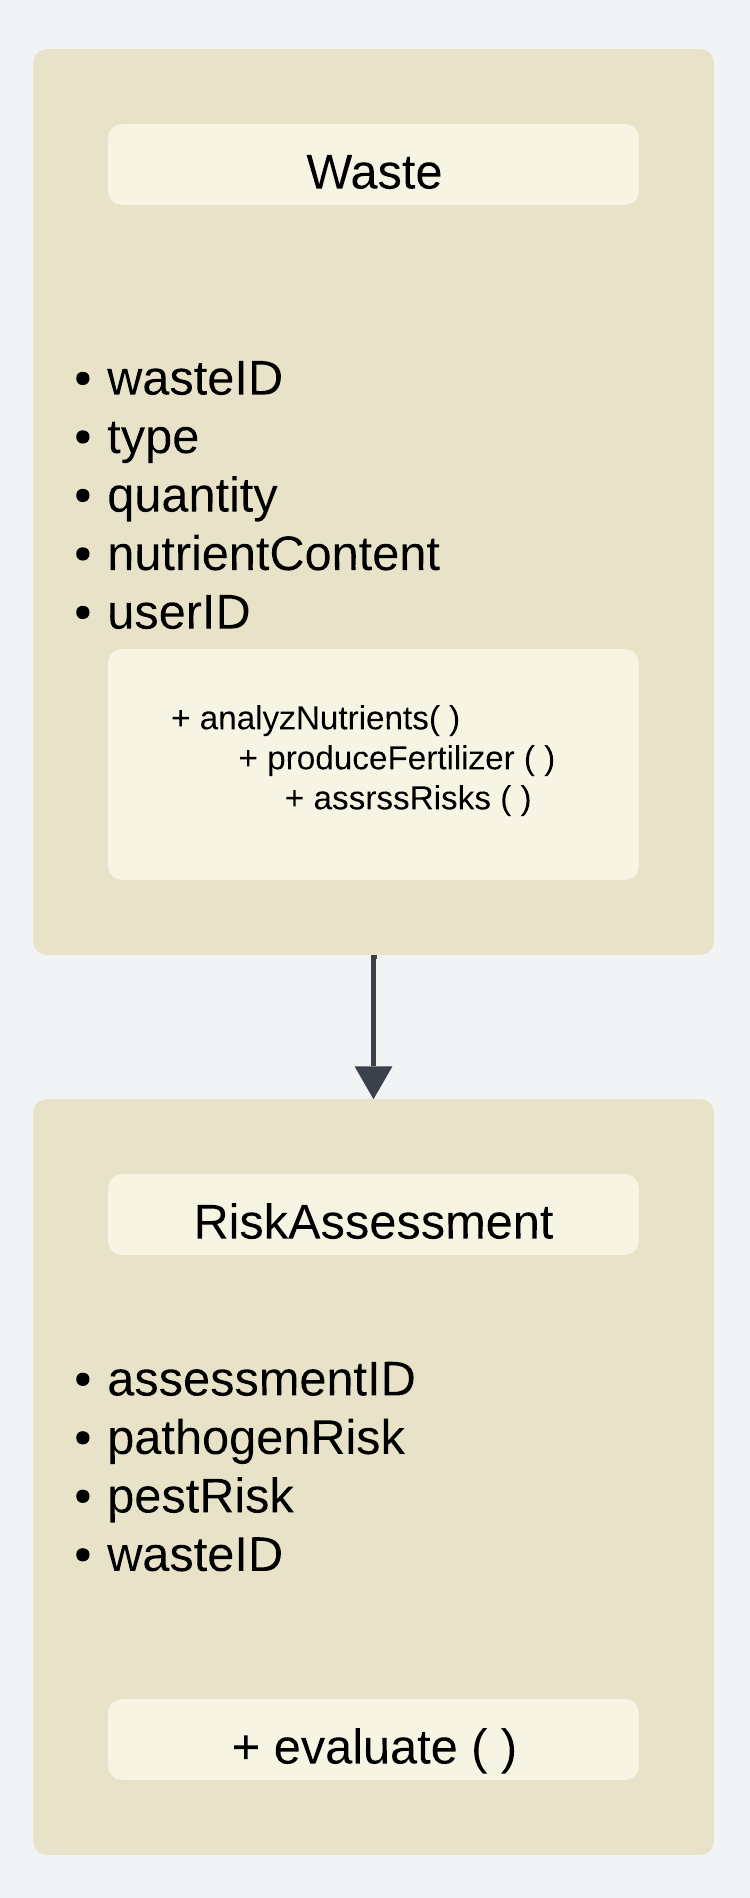 Waste
• wasteID
• type
• quantity
• nutrientContent
• userID
+ analyzNutrients( )
+ produceFertilizer ( )
+ assrssRisks ( )
RiskAssessment
• assessmentID
• pathogenRisk
• pestRisk
• wasteID
+ evaluate ( )